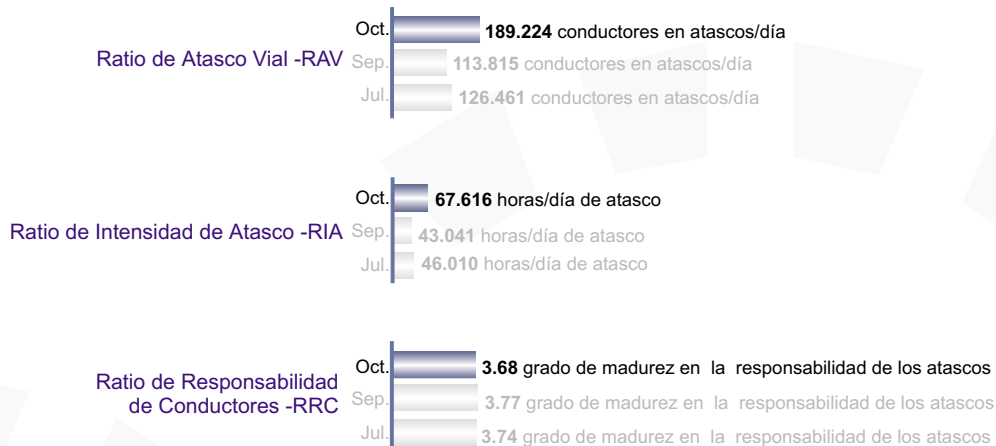 Oct. 189.224 conductores en atascos/día
Ratio de Atasco Vial -RAV Sep. 113.815 conductores en atascos/día
Jul. 126.461 conductores en atascos/día
Oct. 67.616 horas/día de atasco
Ratio de Intensidad de Atasco -RIA Sep. 43.041 horas/día de atasco
Jul. 46.010 horas/día de atasco
Oct. 3.68 grado de madurez en la responsabilidad de los atascos
Ratio de Responsabilidad
de Conductores -RRC Sep. 3.77 grado de madurez en la responsabilidad de los atascos
Jul. 3.74 grado de madurez en la responsabilidad de los atascos